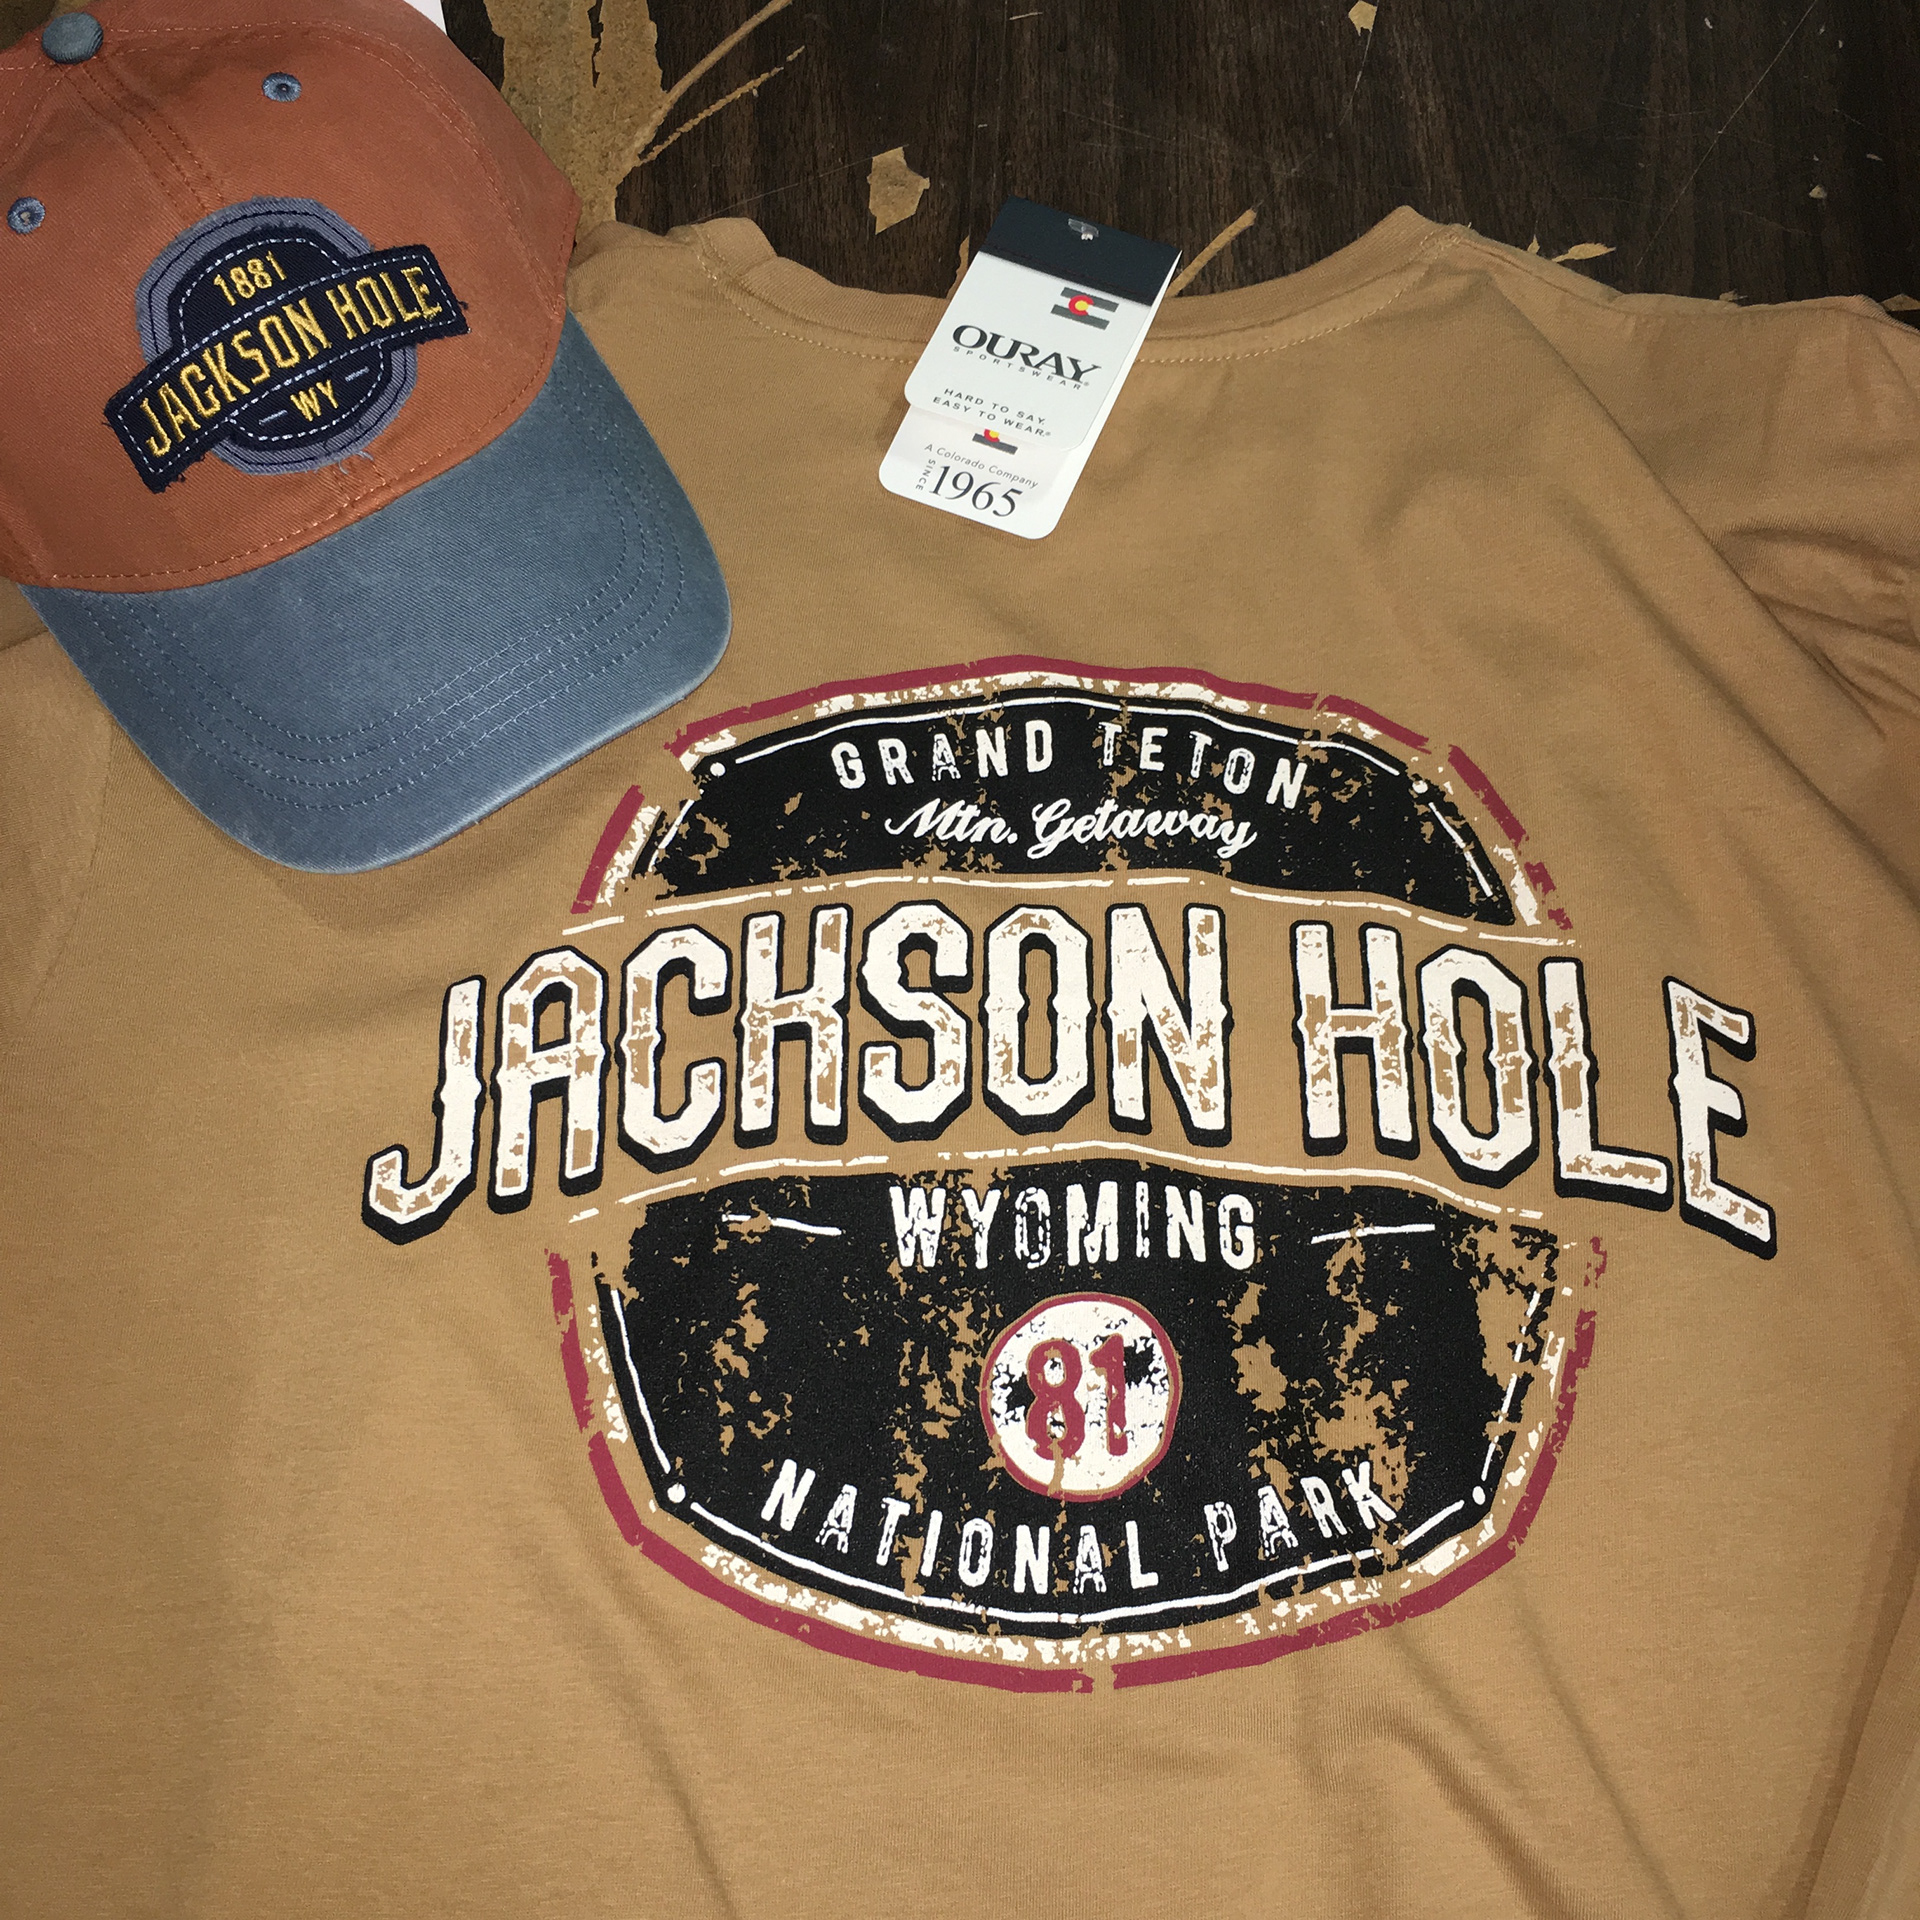 1881
JACKSON HOLE
WY
OURAY
SPORTSWEAR®
HARD TO SAY.
EASY TO WEAR.®
A Colorado Company
SINCE
1965
GRAND TETON
Mtn. Getaway
JACKSON HOLE
WYOMING
81
NATIONAL PARK